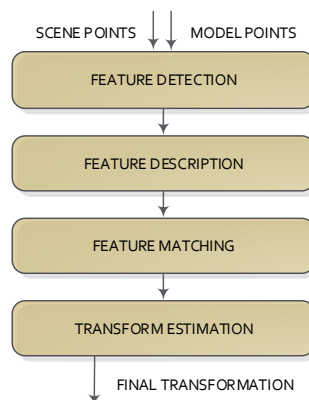 SCENE POINTS MODEL POINTS
FEATURE DETECTION
FEATURE DESCRIPTION
FEATURE MATCHING
TRANSFORM ESTIMATION
FINAL TRANSFORMATION